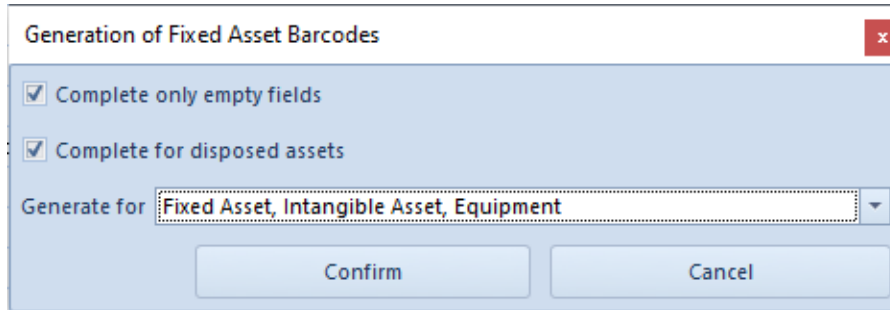 Generation of Fixed Asset Barcodes
x
Complete only empty fields
Complete for disposed assets
Generate for Fixed Asset, Intangible Asset, Equipment
Confirm Cancel